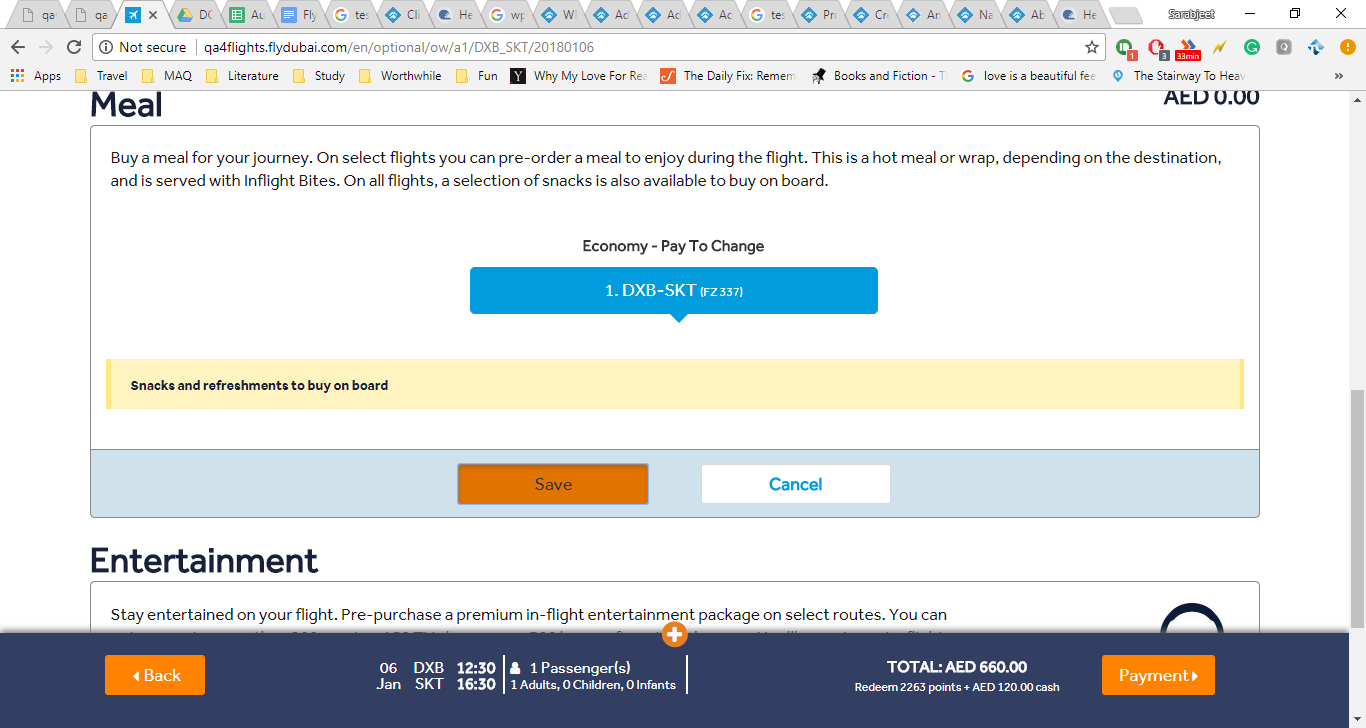 qa qa DC Au Fly tes Cli He wp Wl Ad Ad Ac tes Pro Cr An Na Ab He Sarabjeet
Not secure qa4flights.flydubai.com/en/optional/ow/a1/DXB_SKT/20180106 1 3 33min
Apps Travel MAQ Literature Study Worthwhile Fun Y Why My Love For Rea The Daily Fix: Remem Books and Fiction - T love is a beautiful fee The Stairway To Heav »
Meal AED 0.00
Buy a meal for your journey. On select flights you can pre-order a meal to enjoy during the flight. This is a hot meal or wrap, depending on the destination,
and is served with Inflight Bites. On all flights, a selection of snacks is also available to buy on board.
Economy - Pay To Change
1. DXB-SKT (FZ 337)
Snacks and refreshments to buy on board
Save Cancel
Entertainment
Stay entertained on your flight. Pre-purchase a premium in-flight entertainment package on select routes. You can
Back
06 DXB 12:30 1 Passenger(s)
Jan SKT 16:30 1 Adults, 0 Children, 0 Infants
TOTAL: AED 660.00
Redeem 2263 points + AED 120.00 cash
Payment